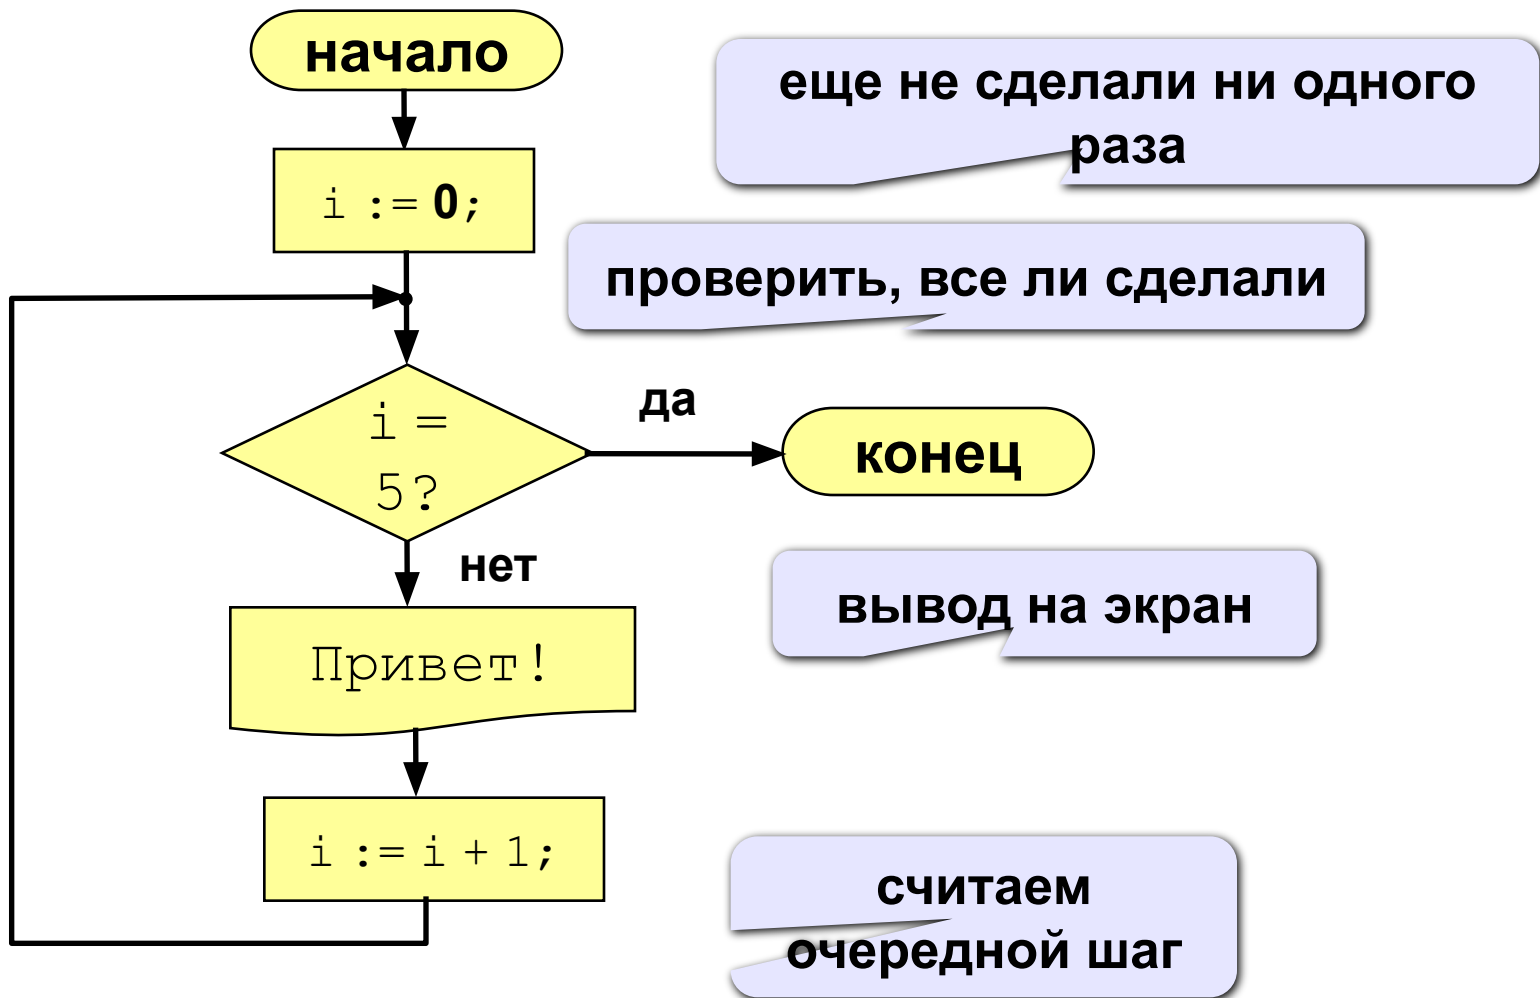 начало
еще не сделали ни одного
раза
i := 0;
проверить, все ли сделали
i =
5?
да
конец
нет
вывод на экран
Привет!
i := i + 1;
считаем
очередной шаг